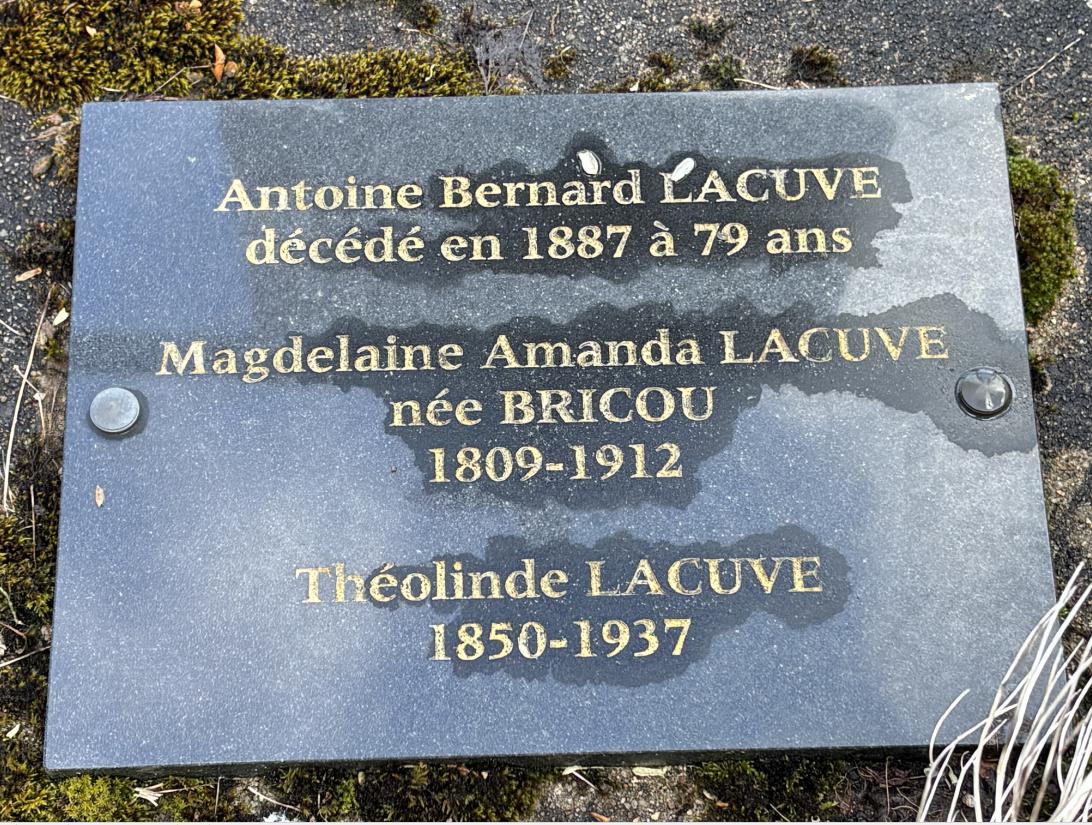 Antoine Bernard LACUVE
décédé en 1887 à 79 ans
Magdelaine Amanda LACUVE
née BRICOU
1809-1912
Théolinde LACUVE
1850-1937